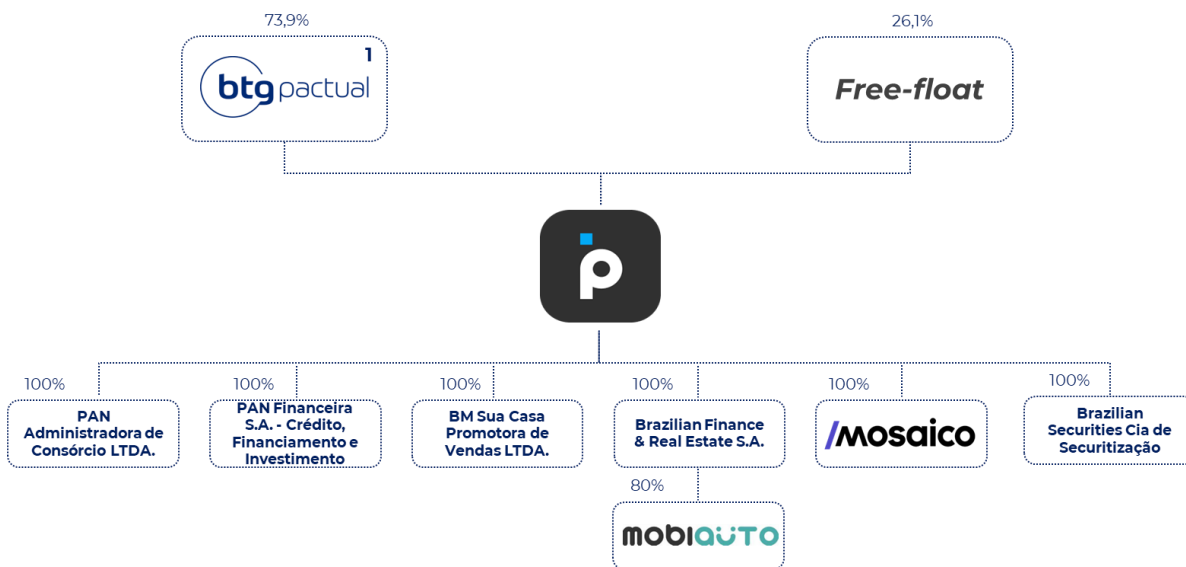 73,9%
26,1%
1
btg pactual
Free-float
p
100%
100%
100%
100%
100%
100%
PAN
Administradora de
Consórcio LTDA.
PAN Financeira
S.A. - Crédito,
Financiamento e
Investimento
BM Sua Casa
Promotora de
Vendas LTDA.
Brazilian Finance
& Real Estate S.A.
/mosaico
Brazilian
Securities Cia de
Securitização
80%
mobiauto